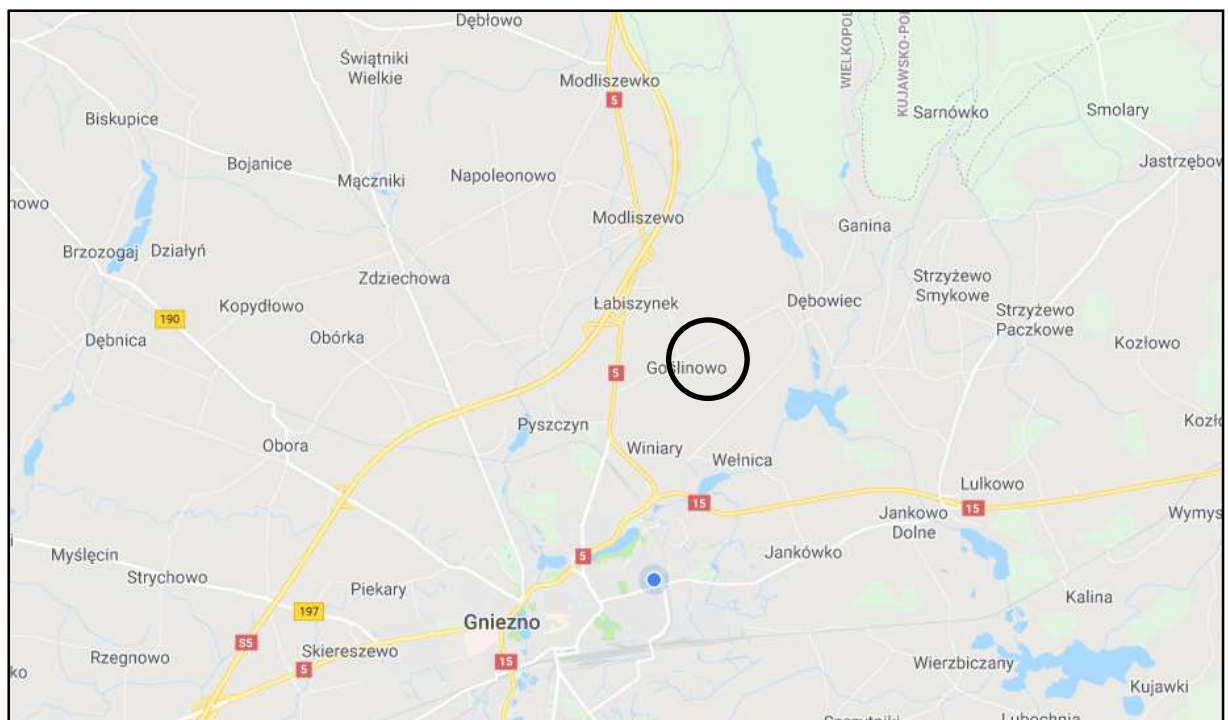 Dębłowo
WIELKOPOL
KUJAWSKO-PO
Świątniki
Wielkie
Modliszewko
5
Sarnówko
Smolary
Biskupice
Bojanice
Jastrzębow
Mączniki
Napoleonowo
nowo
Modliszewo
Ganina
Brzozogaj
Działyń
Zdziechowa
Strzyżewo
Smykowe
Kopydłowo
Łabiszynek
Dębowiec
190
Strzyżewo
Paczkowe
Dębnica
Obórka
Kozłowo
5
Goślinowo
Pyszczyn
Kozło
Obora
Winiary
Wełnica
Lulkowo
15
15
Jankowo
Dolne
Wymys
Myślęcin
5
Jankówko
Strychowo
Piekary
Kalina
197
Gniezno
S5
Skiereszewo
Rzegnowo
5
15
Wierzbiczany
ko
Kujawki